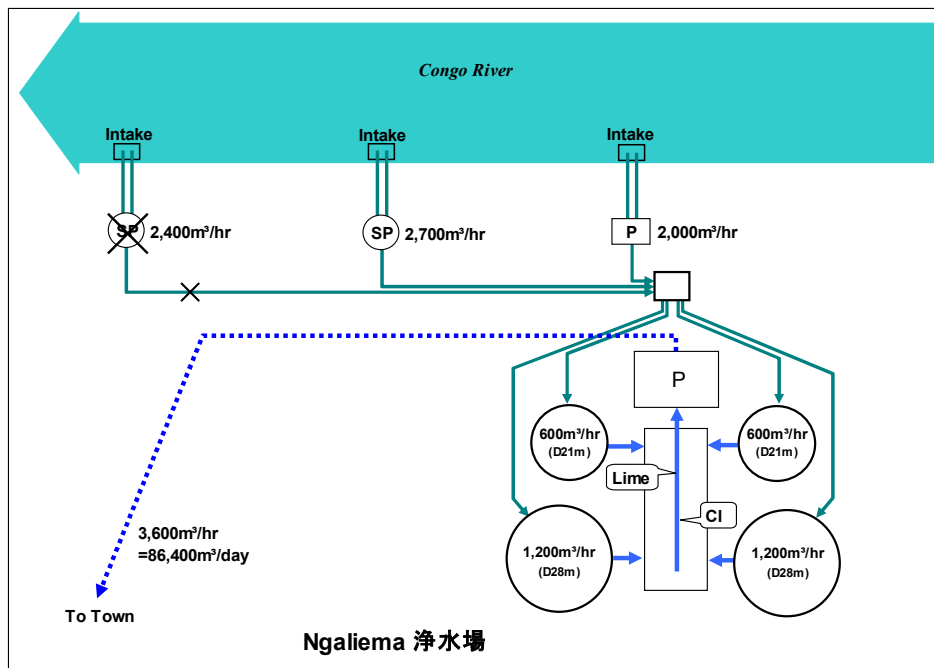 Congo River
Intake
Intake
Intake
SP
2,400m³/hr
SP
2,700m³/hr
P
2,000m³/hr
P
600m³/hr
(D21m)
600m³/hr
(D21m)
Lime
Cl
1,200m³/hr
(D28m)
1,200m³/hr
(D28m)
3,600m³/hr
=86,400m³/day
To Town
Ngaliema 浄水場